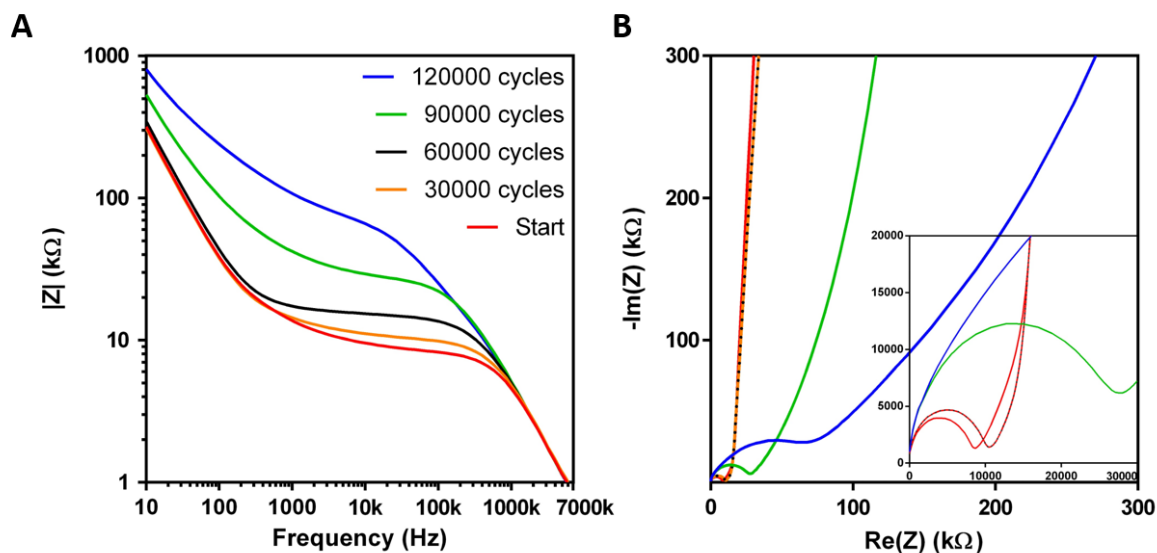 A
1000
100
10
1
|Z| (kΩ)
120000 cycles
90000 cycles
60000 cycles
30000 cycles
Start
10 100 1000 10k 100k 1000k 7000k
Frequency (Hz)
B
300
200
100
-Im(Z) (kΩ)
0 100 200 300
Re(Z) (kΩ)
20000
15000
10000
5000
0
0 10000 20000 30000